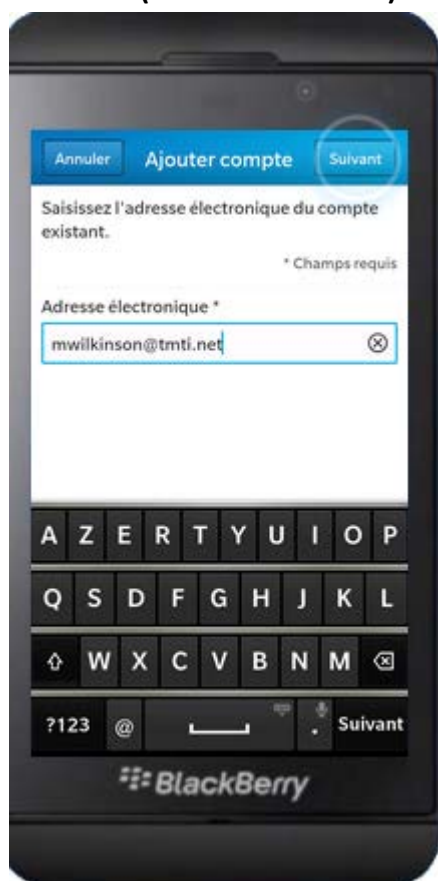 Annuler Ajouter compte Suivant
Saisissez l'adresse électronique du compte
existant.
* Champs requis
Adresse électronique *
mwilkinson@tmti.net
A Z E R T Y U I O P
Q S D F G H J K L
W X C V B N M
?123 @ . Suivant
BlackBerry